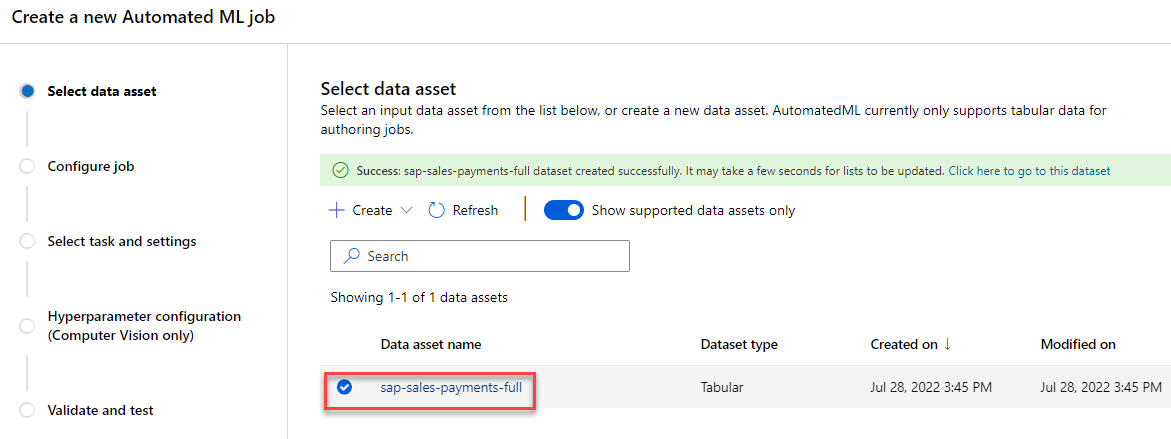 Create a new Automated ML job
Select data asset
Configure job
Select task and settings
Hyperparameter configuration
(Computer Vision only)
Validate and test
Select data asset
Select an input data asset from the list below, or create a new data asset. AutomatedML currently only supports tabular data for
authoring jobs.
Success: sap-sales-payments-full dataset created successfully. It may take a few seconds for lists to be updated. Click here to go to this dataset
Create Refresh Show supported data assets only
Search
Showing 1-1 of 1 data assets
Data asset name Dataset type Created on ↓ Modified on
sap-sales-payments-full Tabular Jul 28, 2022 3:45 PM Jul 28, 2022 3:45 PM